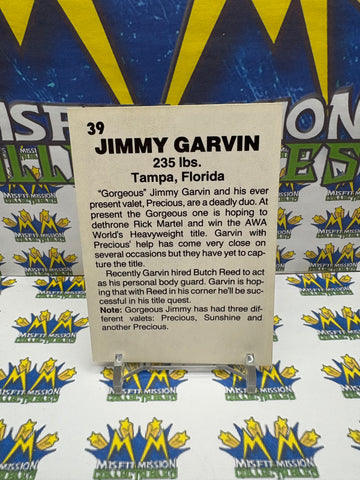 MISFIT MISSION
COLLECTIBLES
39
JIMMY GARVIN
235 lbs.
Tampa, Florida
"Gorgeous" Jimmy Garvin and his ever
present valet, Precious, are a deadly duo. At
present the Gorgeous one is hoping to
dethrone Rick Martel and win the AWA
World's Heavyweight title. Garvin with
Precious' help has come very close on
several occasions but they have yet to cap-
ture the title.
Recently Garvin hired Butch Reed to act
as his personal body guard. Garvin is hop-
ing that with Reed in his corner he'll be suc-
cessful in his title quest.
Note: Gorgeous Jimmy has had three dif-
ferent valets: Precious, Sunshine and
another Precious.
MISFIT MISSION
COLLECTIBLES